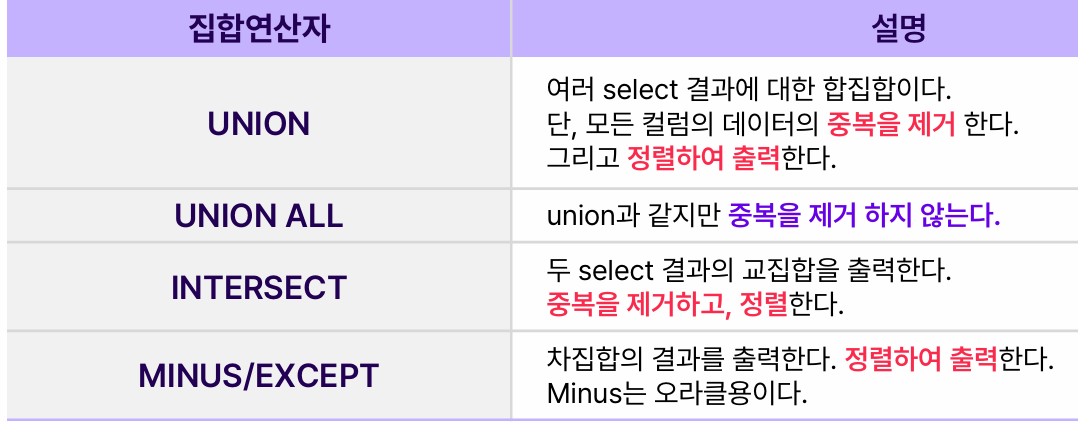 집합연산자
설명
UNION
여러 select 결과에 대한 합집합이다.
단, 모든 컬럼의 데이터의 중복을 제거 한다.
그리고 정렬하여 출력한다.
UNION ALL
union과 같지만 중복을 제거 하지 않는다.
INTERSECT
두 select 결과의 교집합을 출력한다.
중복을 제거하고, 정렬한다.
MINUS/EXCEPT
차집합의 결과를 출력한다. 정렬하여 출력한다.
Minus는 오라클용이다.